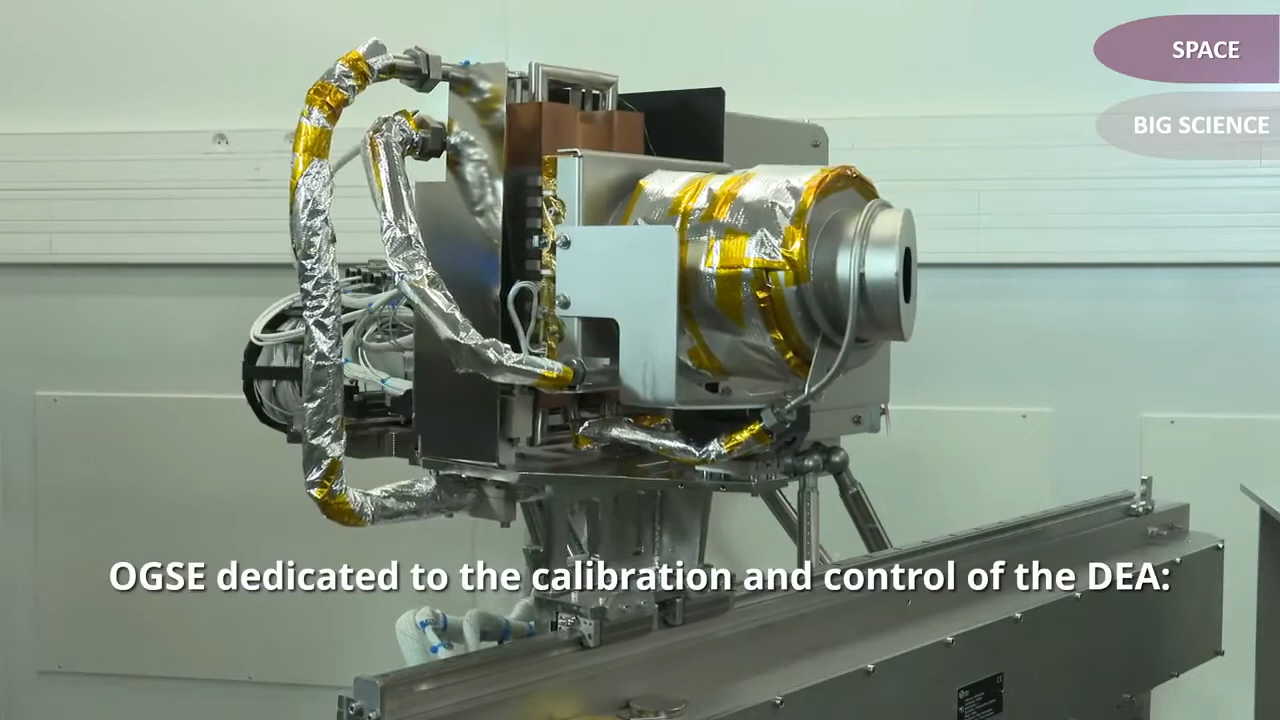 SPACE
BIG SCIENCE
OGSE dedicated to the calibration and control of the DEA: